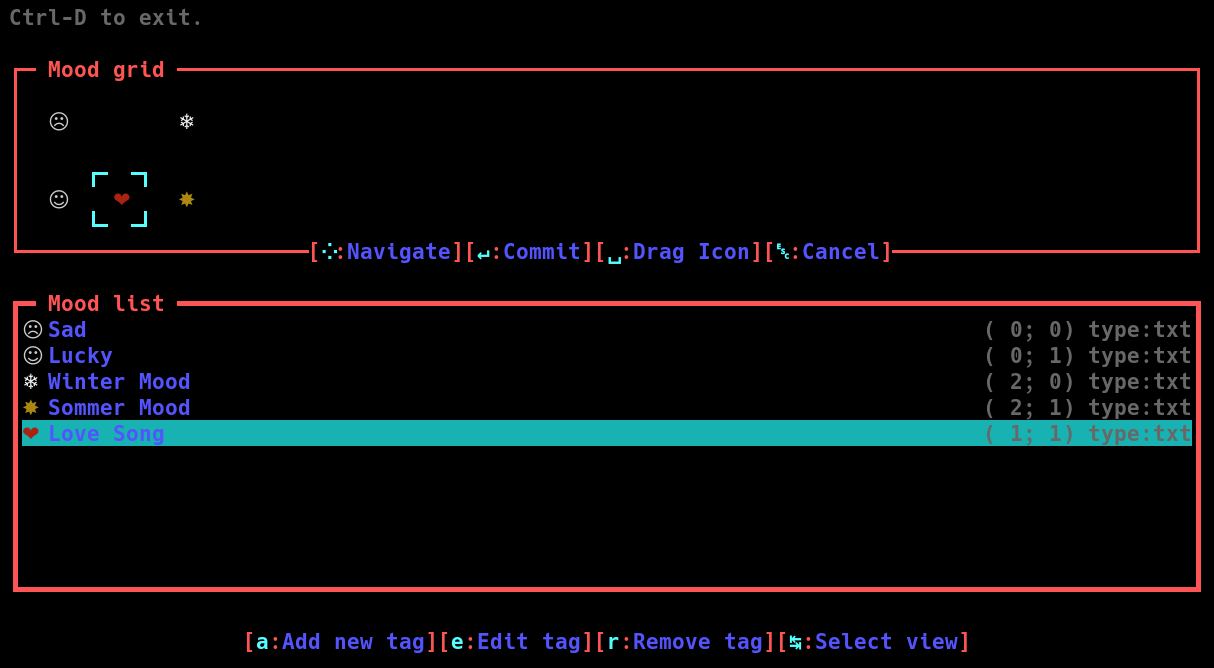 Ctrl-D to exit.
Mood grid
☹ ❄
☺ ❤ ✸
[⁘:Navigate][↵:Commit][␣:Drag Icon][␛:Cancel]
Mood list
☹ Sad ( 0; 0) type:txt
☺ Lucky ( 0; 1) type:txt
❄ Winter Mood ( 2; 0) type:txt
✸ Sommer Mood ( 2; 1) type:txt
❤ Love Song ( 1; 1) type:txt
[a:Add new tag][e:Edit tag][r:Remove tag][↹:Select view]